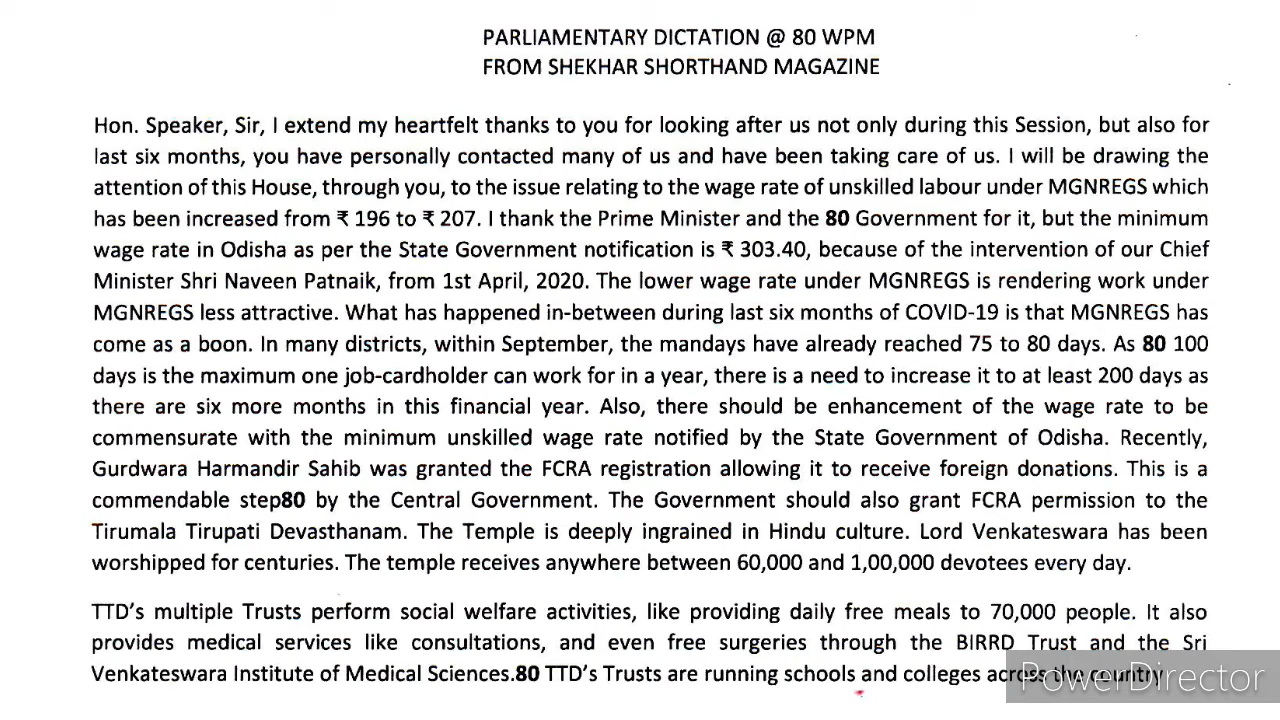 PARLIAMENTARY DICTATION @ 80 WPM
FROM SHEKHAR SHORTHAND MAGAZINE
Hon. Speaker, Sir, I extend my heartfelt thanks to you for looking after us not only during this Session, but also for
last six months, you have personally contacted many of us and have been taking care of us. I will be drawing the
attention of this House, through you, to the issue relating to the wage rate of unskilled labour under MGNREGS which
has been increased from ₹ 196 to ₹ 207. I thank the Prime Minister and the 80 Government for it, but the minimum
wage rate in Odisha as per the State Government notification is ₹ 303.40, because of the intervention of our Chief
Minister Shri Naveen Patnaik, from 1st April, 2020. The lower wage rate under MGNREGS is rendering work under
MGNREGS less attractive. What has happened in-between during last six months of COVID-19 is that MGNREGS has
come as a boon. In many districts, within September, the mandays have already reached 75 to 80 days. As 80 100
days is the maximum one job-cardholder can work for in a year, there is a need to increase it to at least 200 days as
there are six more months in this financial year. Also, there should be enhancement of the wage rate to be
commensurate with the minimum unskilled wage rate notified by the State Government of Odisha. Recently,
Gurdwara Harmandir Sahib was granted the FCRA registration allowing it to receive foreign donations. This is a
commendable step80 by the Central Government. The Government should also grant FCRA permission to the
Tirumala Tirupati Devasthanam. The Temple is deeply ingrained in Hindu culture. Lord Venkateswara has been
worshipped for centuries. The temple receives anywhere between 60,000 and 1,00,000 devotees every day.
TTD's multiple Trusts perform social welfare activities, like providing daily free meals to 70,000 people. It also
provides medical services like consultations, and even free surgeries through the BIRRD Trust and the Sri
Venkateswara Institute of Medical Sciences.80 TTD's Trusts are running schools and colleges across the country
PowerDirector